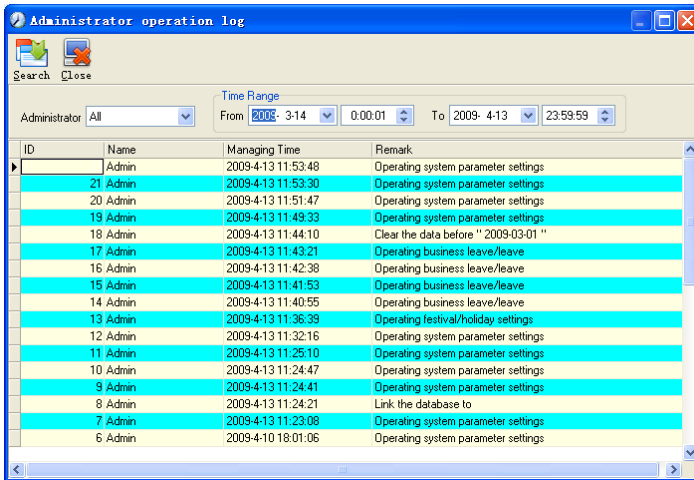 Administrator operation log
Search Close
Time Range
Administrator All From 2009- 3-14 0:00:01 To 2009- 4-13 23:59:59
ID Name Managing Time Remark
Admin 2009-4-13 11:53:48 Operating system parameter settings
21 Admin 2009-4-13 11:53:30 Operating system parameter settings
20 Admin 2009-4-13 11:51:47 Operating system parameter settings
19 Admin 2009-4-13 11:49:33 Operating system parameter settings
18 Admin 2009-4-13 11:44:10 Clear the data before " 2009-03-01 "
17 Admin 2009-4-13 11:43:21 Operating business leave/leave
16 Admin 2009-4-13 11:42:38 Operating business leave/leave
15 Admin 2009-4-13 11:41:53 Operating business leave/leave
14 Admin 2009-4-13 11:40:55 Operating business leave/leave
13 Admin 2009-4-13 11:36:39 Operating festival/holiday settings
12 Admin 2009-4-13 11:32:16 Operating system parameter settings
11 Admin 2009-4-13 11:25:10 Operating system parameter settings
10 Admin 2009-4-13 11:24:47 Operating system parameter settings
9 Admin 2009-4-13 11:24:41 Operating system parameter settings
8 Admin 2009-4-13 11:24:21 Link the database to
7 Admin 2009-4-13 11:23:08 Operating system parameter settings
6 Admin 2009-4-10 18:01:06 Operating system parameter settings